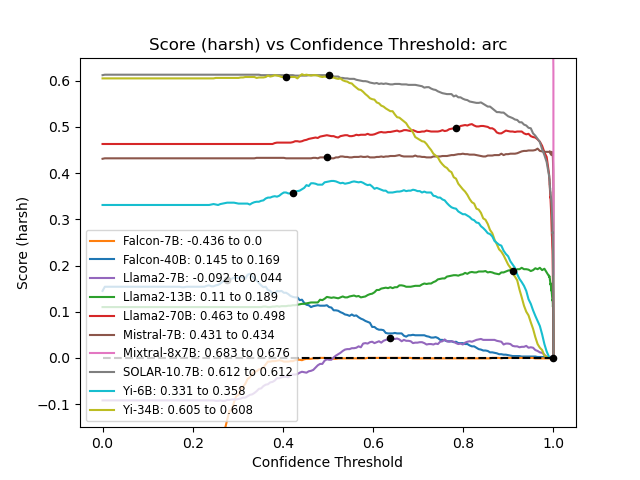 Score (harsh) vs Confidence Threshold: arc
Score (harsh)
0.6
0.5
0.4
0.3
0.2
0.1
0.0
−0.1
Falcon-7B: -0.436 to 0.0
Falcon-40B: 0.145 to 0.169
Llama2-7B: -0.092 to 0.044
Llama2-13B: 0.11 to 0.189
Llama2-70B: 0.463 to 0.498
Mistral-7B: 0.431 to 0.434
Mixtral-8x7B: 0.683 to 0.676
SOLAR-10.7B: 0.612 to 0.612
Yi-6B: 0.331 to 0.358
Yi-34B: 0.605 to 0.608
0.0 0.2 0.4 0.6 0.8 1.0
Confidence Threshold